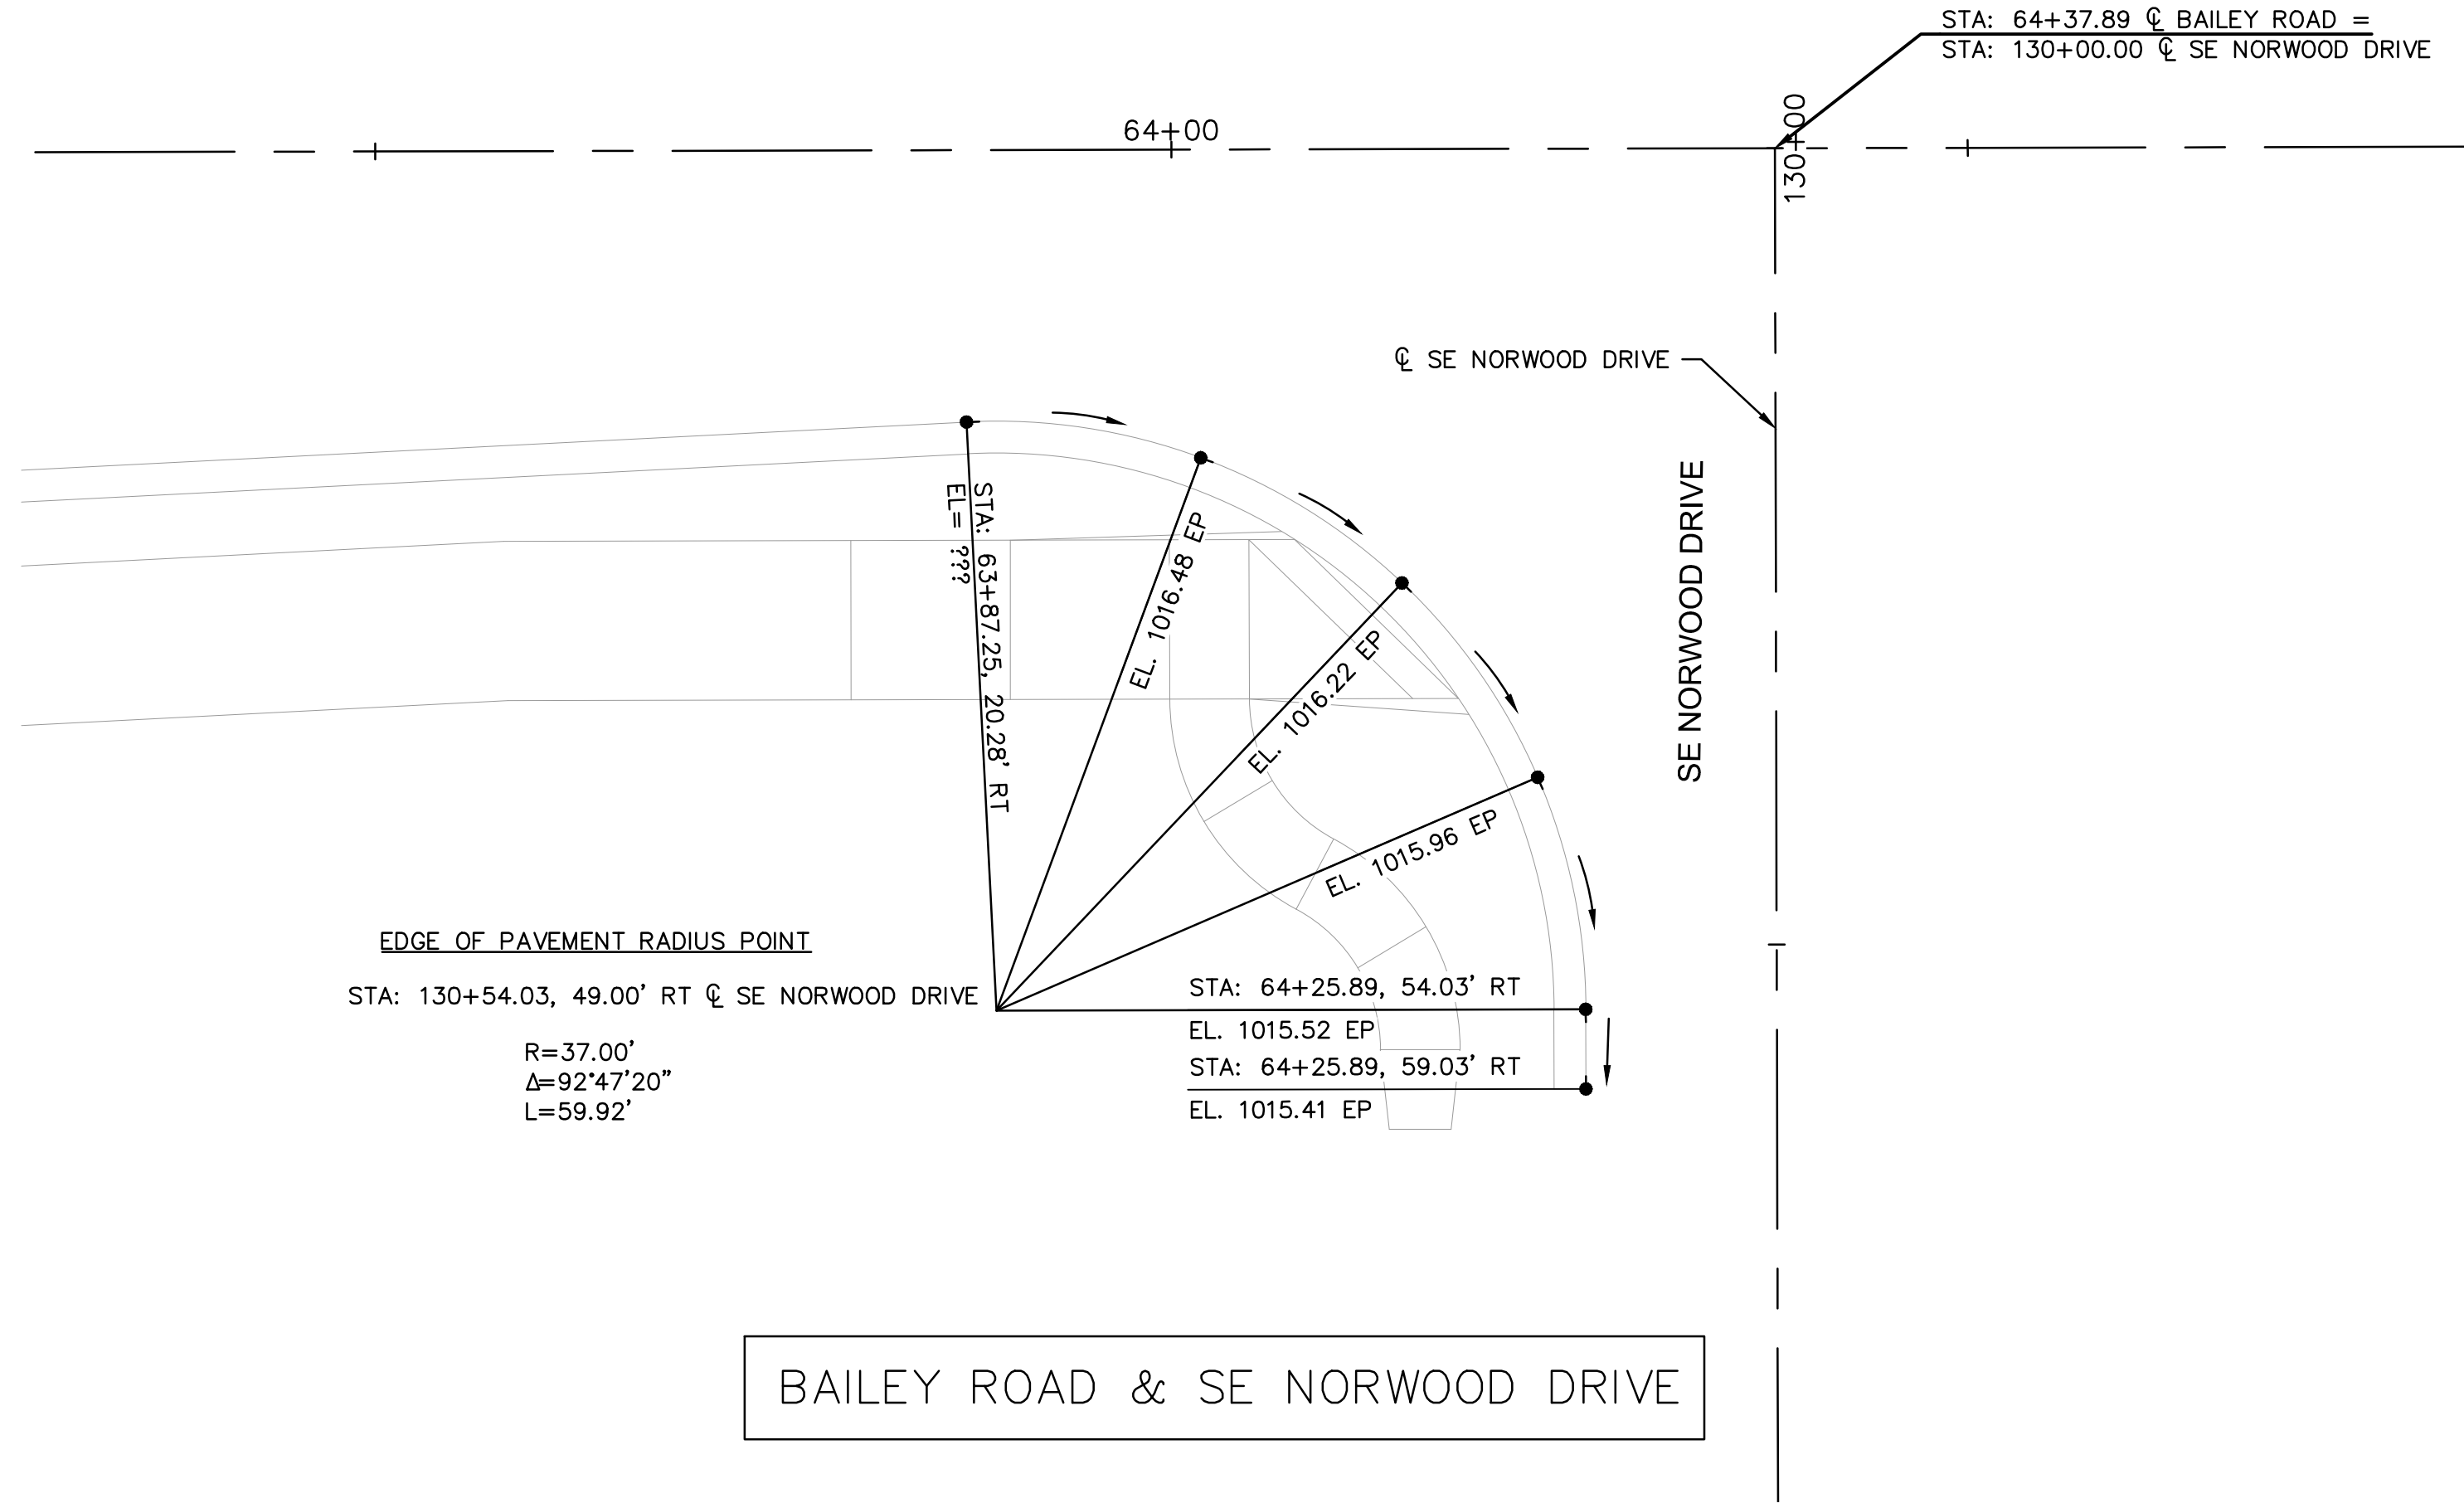 STA: 64+37.89 ℄ BAILEY ROAD =
STA: 130+00.00 ℄ SE NORWOOD DRIVE
64+00
130+00
℄ SE NORWOOD DRIVE
SE NORWOOD DRIVE
STA: 63+87.25, 20.28' RT
EL= ???
EL. 1016.48 EP
EL. 1016.22 EP
EL. 1015.96 EP
EDGE OF PAVEMENT RADIUS POINT
STA: 130+54.03, 49.00' RT ℄ SE NORWOOD DRIVE
R=37.00'
Δ=92°47'20"
L=59.92'
STA: 64+25.89, 54.03' RT
EL. 1015.52 EP
STA: 64+25.89, 59.03' RT
EL. 1015.41 EP
BAILEY ROAD & SE NORWOOD DRIVE